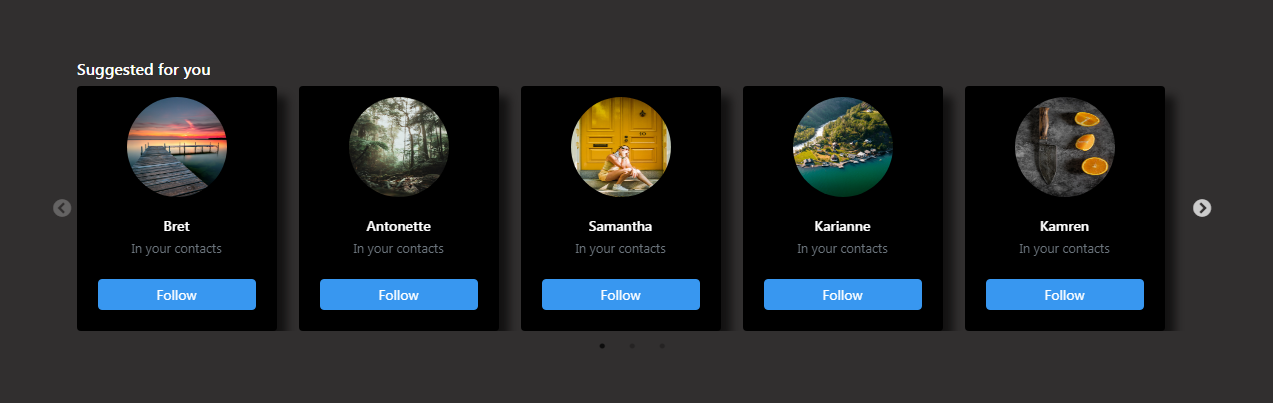 Suggested for you
Bret
In your contacts
Follow
Antonette
In your contacts
Follow
Samantha
In your contacts
Follow
Karianne
In your contacts
Follow
Kamren
In your contacts
Follow